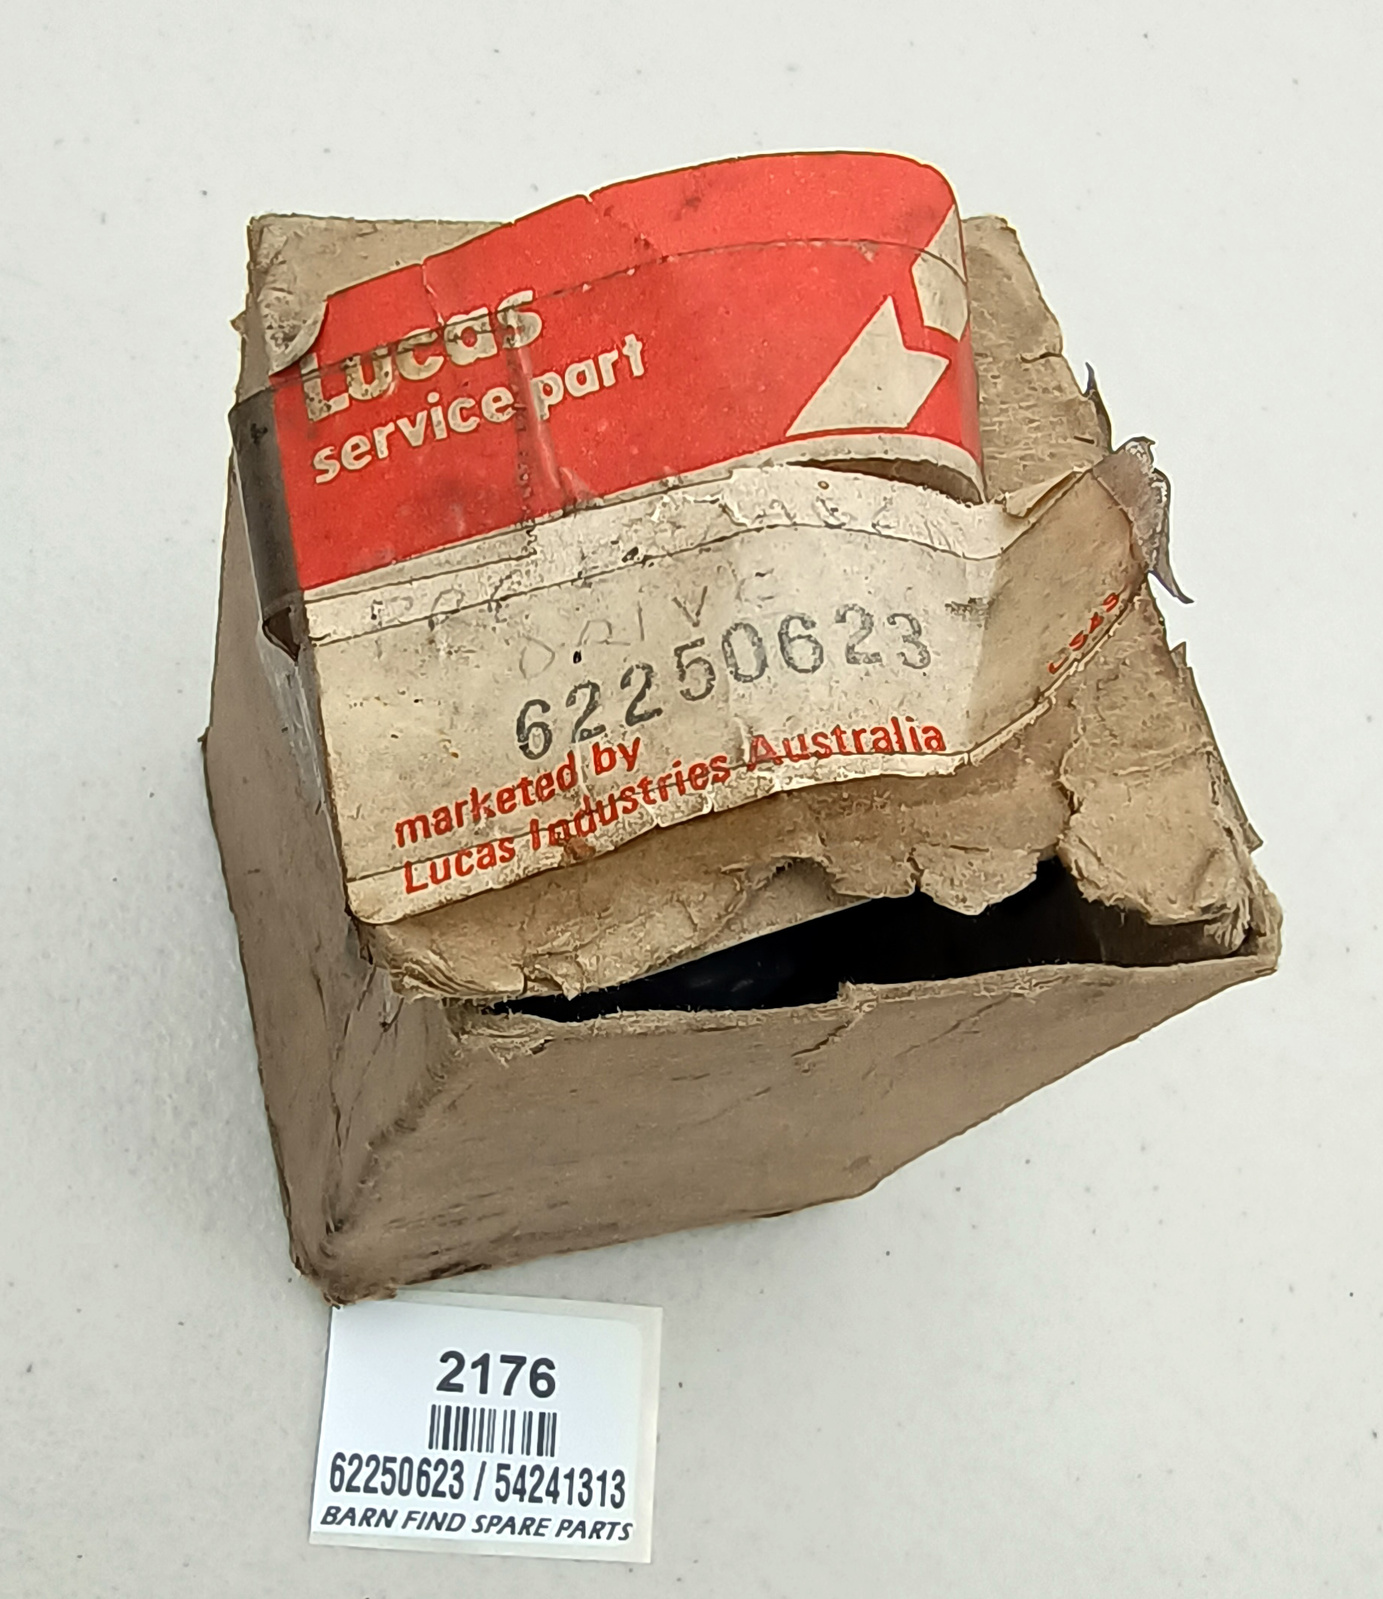 Lucas
service part
DRIVE
62250623
marketed by
Lucas Industries Australia
2176
62250623 / 54241313
BARN FIND SPARE PARTS